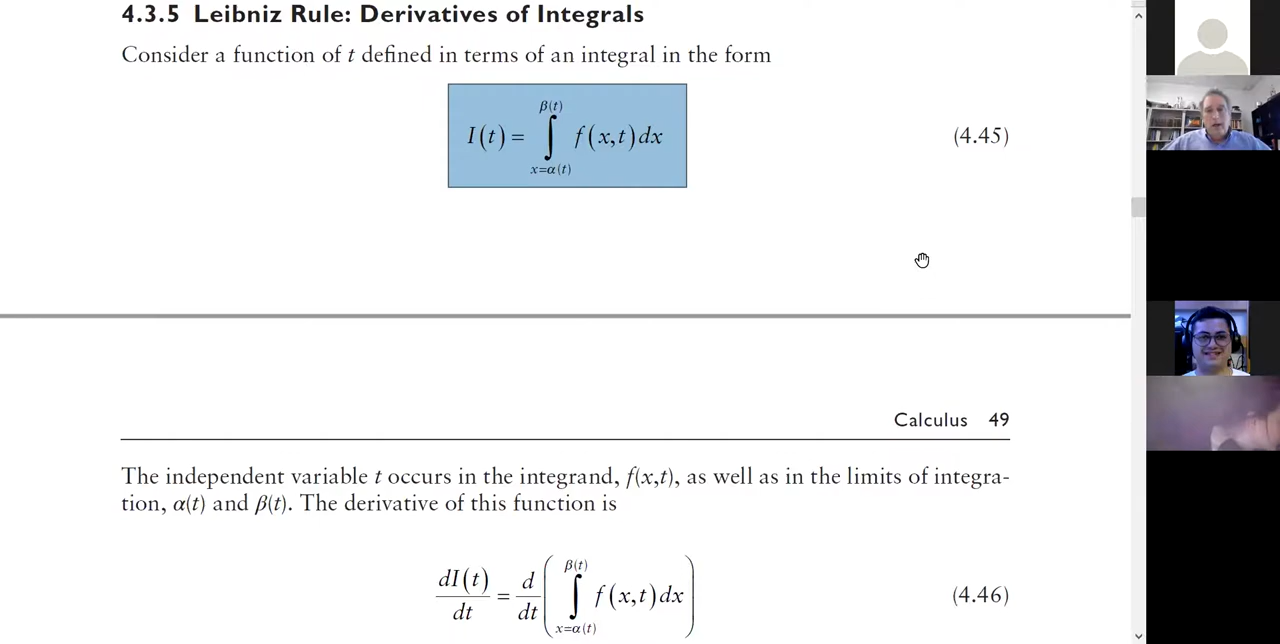 4.3.5 Leibniz Rule: Derivatives of Integrals
Consider a function of t defined in terms of an integral in the form
β(t)
I(t) = ∫ f(x,t)dx (4.45)
x=α(t)
Calculus 49
The independent variable t occurs in the integrand, f(x,t), as well as in the limits of integra-
tion, α(t) and β(t). The derivative of this function is
β(t)
dI(t)/dt = d/dt ( ∫ f(x,t)dx ) (4.46)
x=α(t)